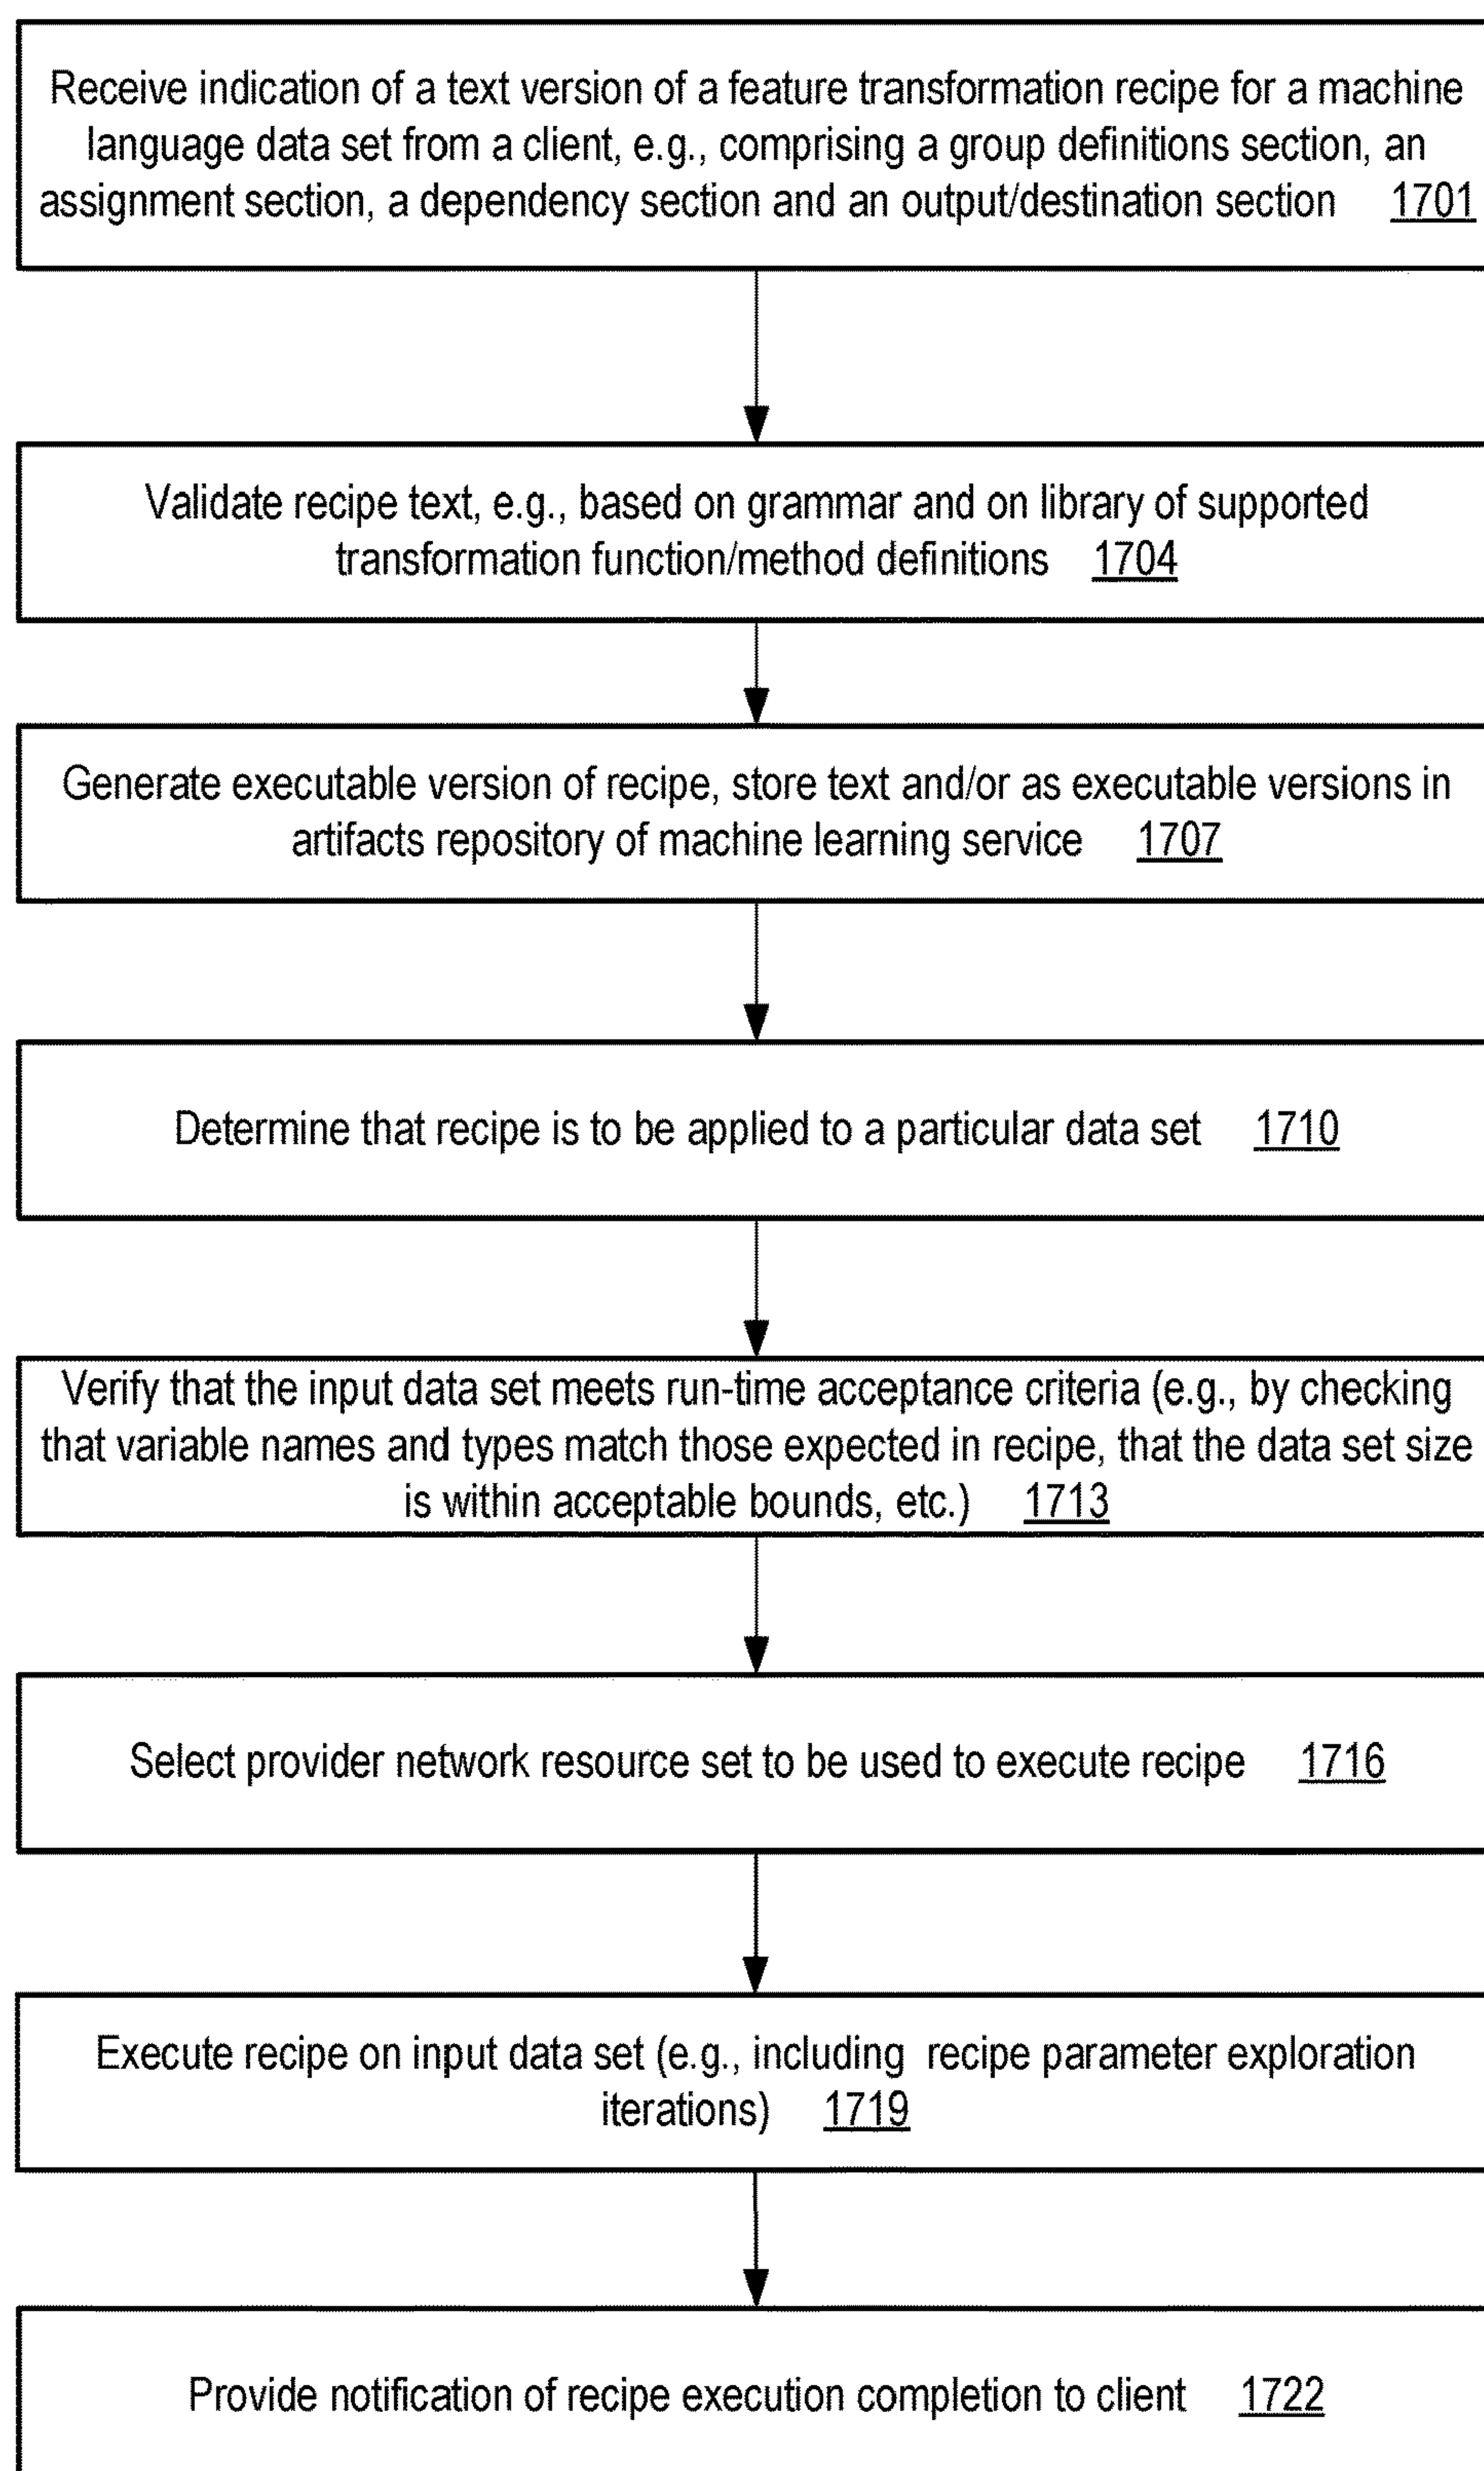 Receive indication of a text version of a feature transformation recipe for a machine
language data set from a client, e.g., comprising a group definitions section, an
assignment section, a dependency section and an output/destination section 1701
Validate recipe text, e.g., based on grammar and on library of supported
transformation function/method definitions 1704
Generate executable version of recipe, store text and/or as executable versions in
artifacts repository of machine learning service 1707
Determine that recipe is to be applied to a particular data set 1710
Verify that the input data set meets run-time acceptance criteria (e.g., by checking
that variable names and types match those expected in recipe, that the data set size
is within acceptable bounds, etc.) 1713
Select provider network resource set to be used to execute recipe 1716
Execute recipe on input data set (e.g., including recipe parameter exploration
iterations) 1719
Provide notification of recipe execution completion to client 1722